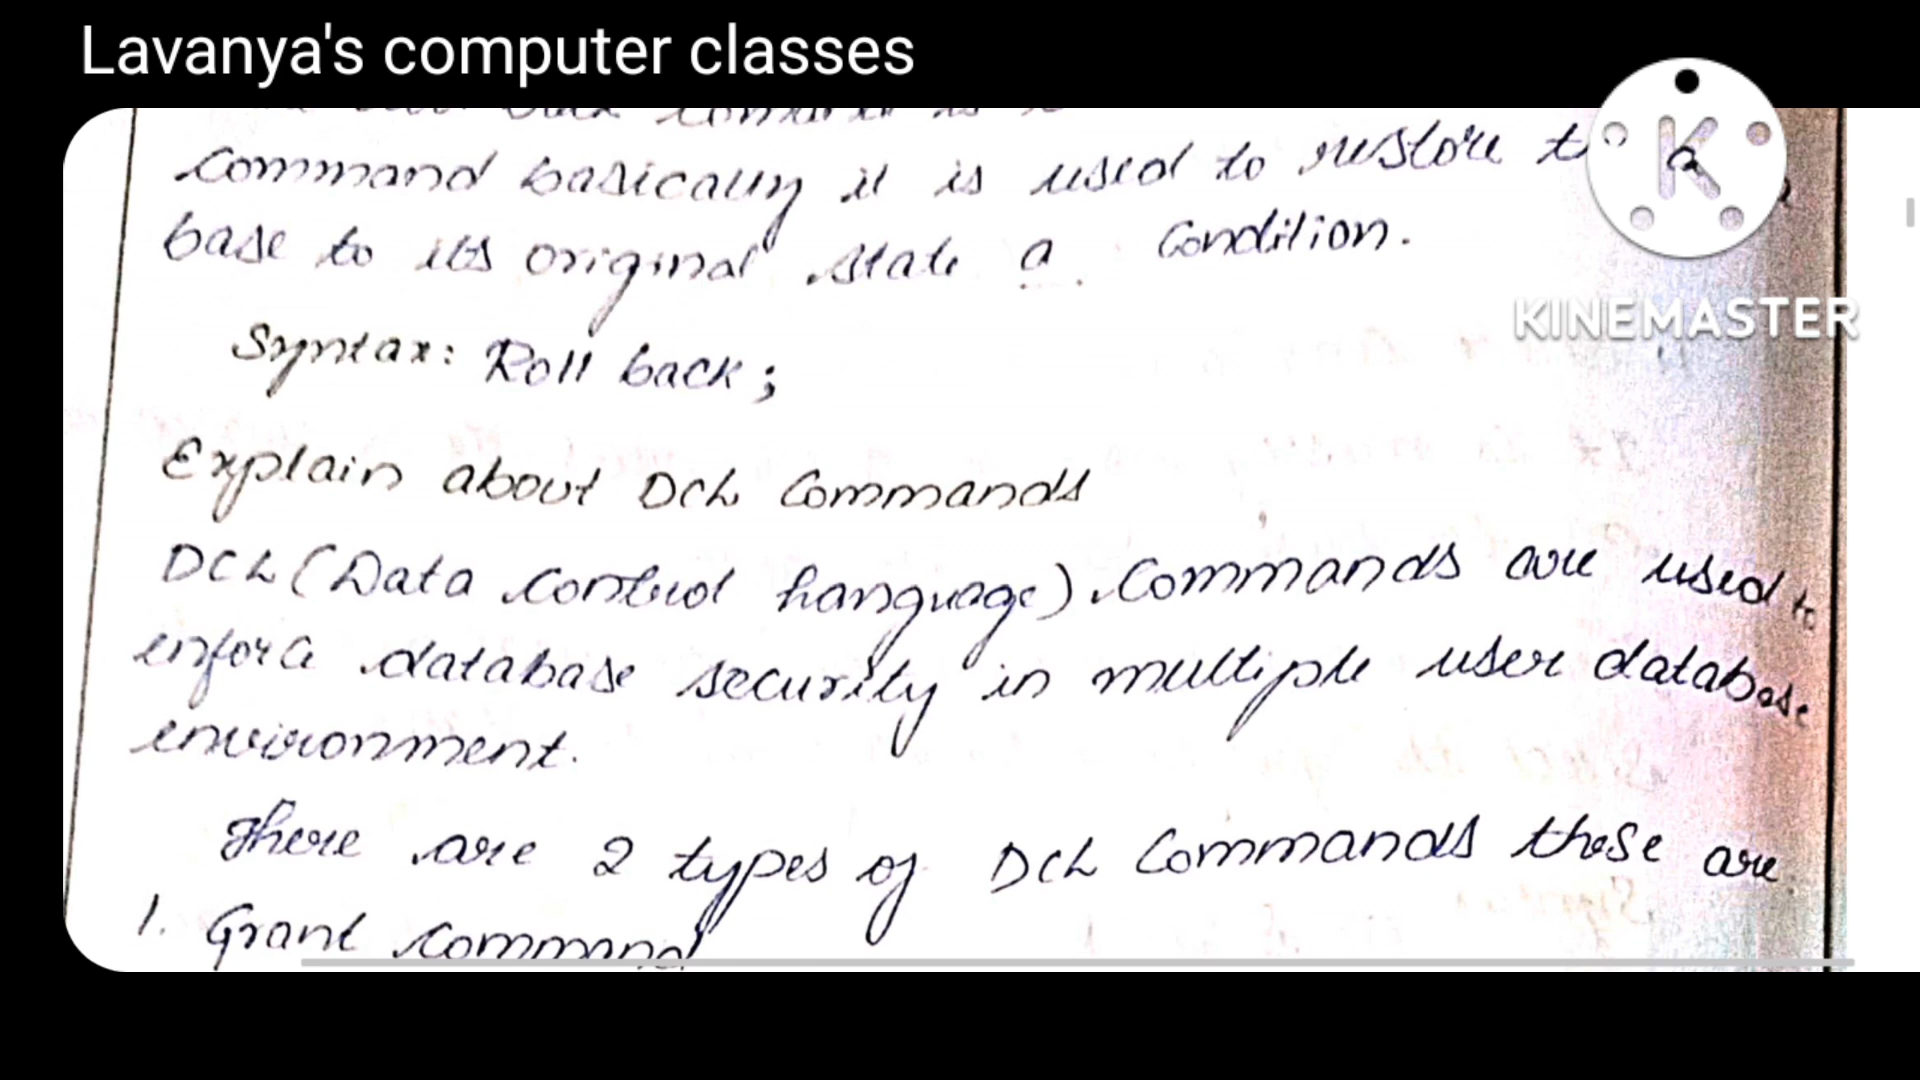 Lavanya's computer classes
command basically it is used to restore
base to its original state a condition.
KINEMASTER
Syntax: Roll back;
Explain about DCL Commands
DCL (Data control Language). Commands are used to
enforce database security in multiple user database
environment.
There are 2 types of DCL Commands these are
1. Grant command